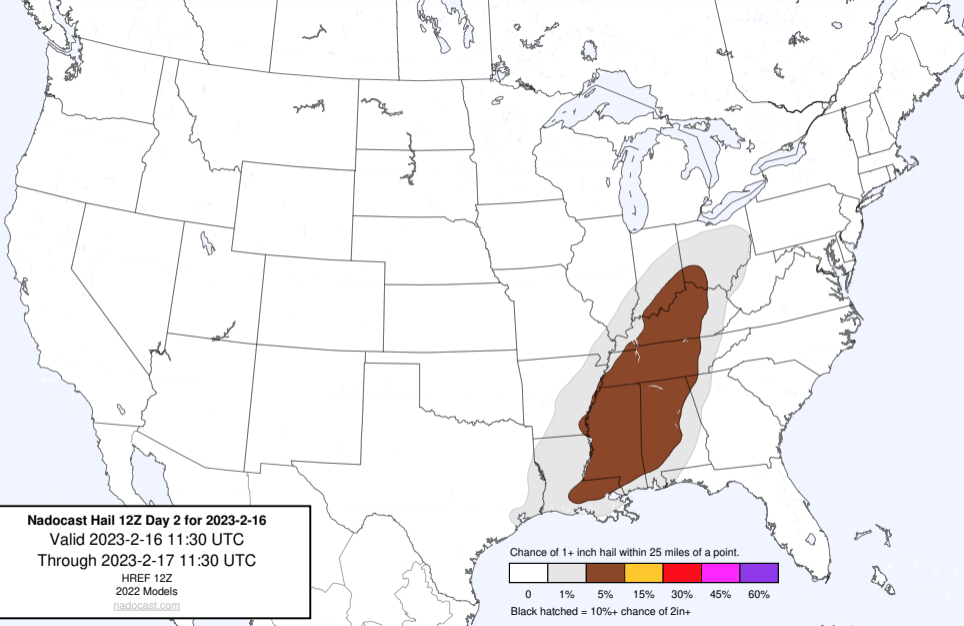 Nadocast Hail 12Z Day 2 for 2023-2-16
Valid 2023-2-16 11:30 UTC
Through 2023-2-17 11:30 UTC
HREF 12Z
2022 Models
nadocast.com
Chance of 1+ inch hail within 25 miles of a point.
0 1% 5% 15% 30% 45% 60%
Black hatched = 10%+ chance of 2in+